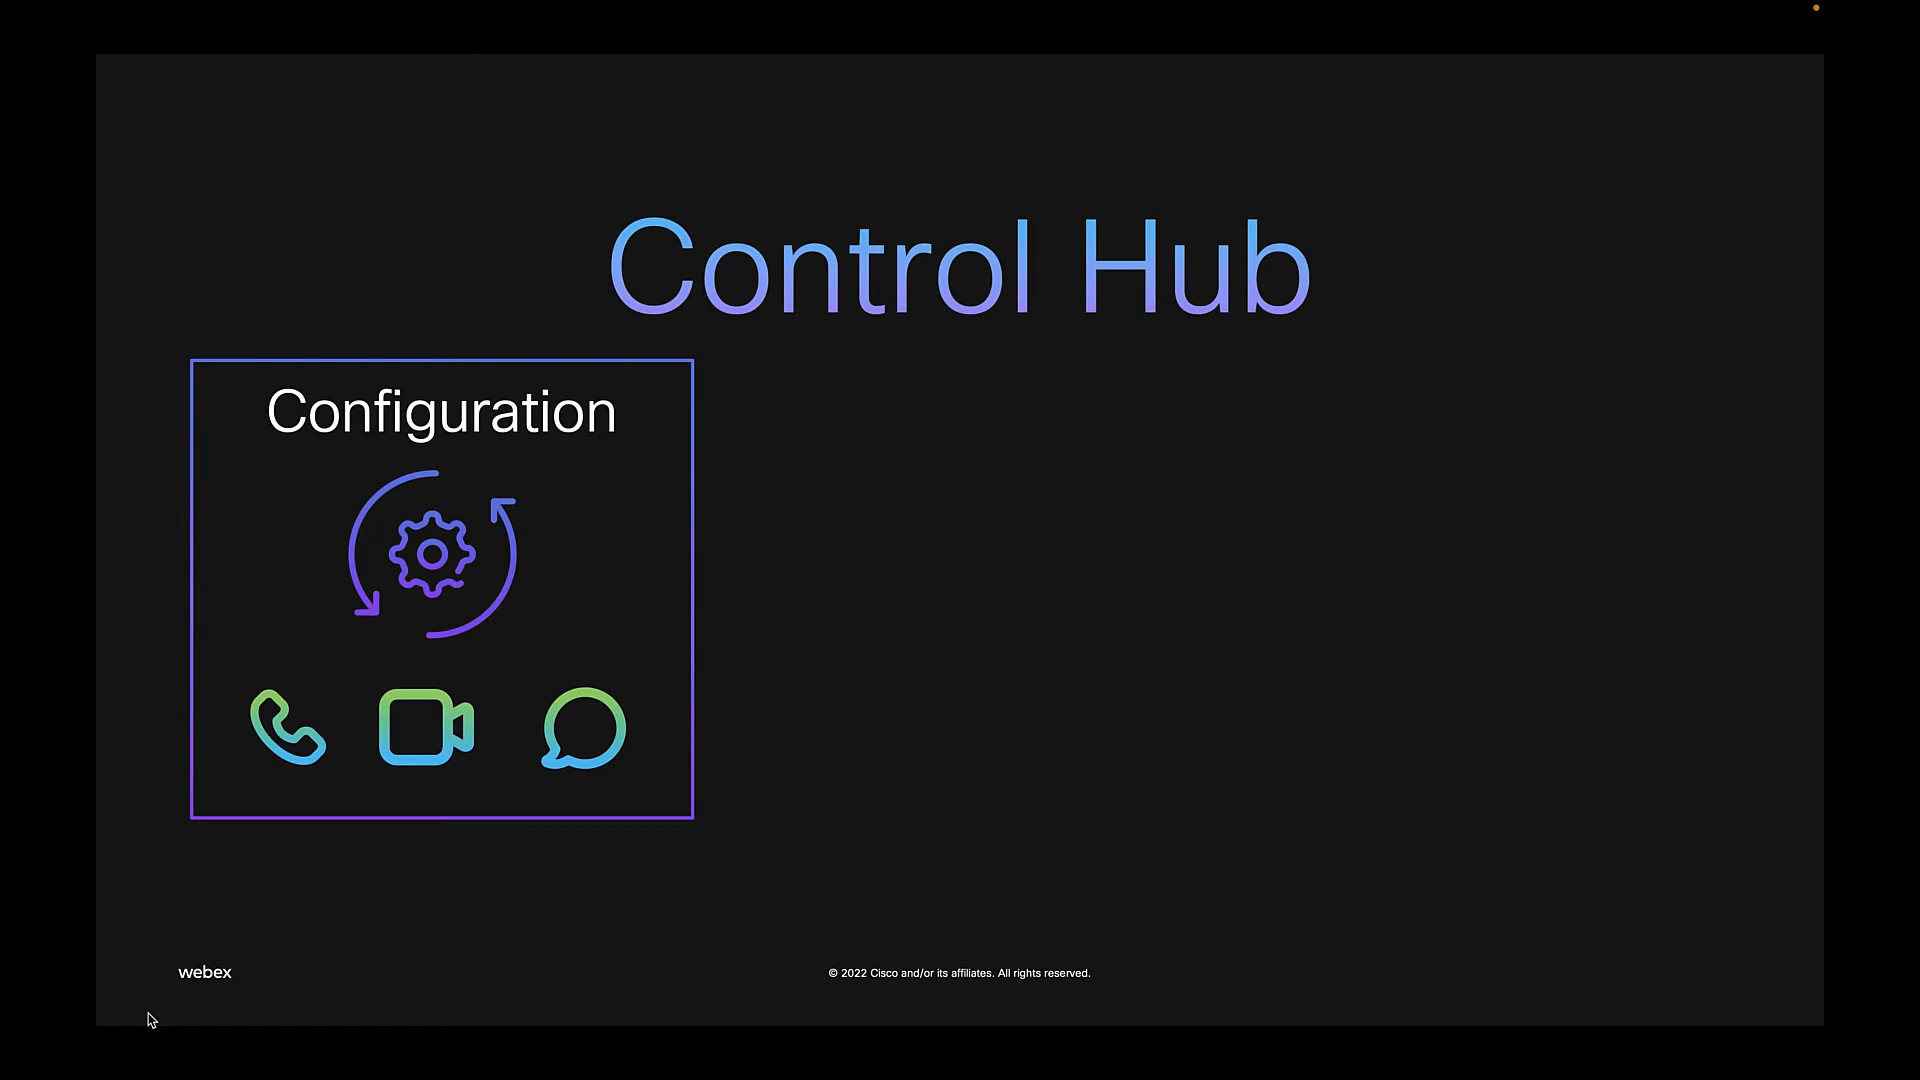 Control Hub
Configuration
webex
© 2022 Cisco and/or its affiliates. All rights reserved.